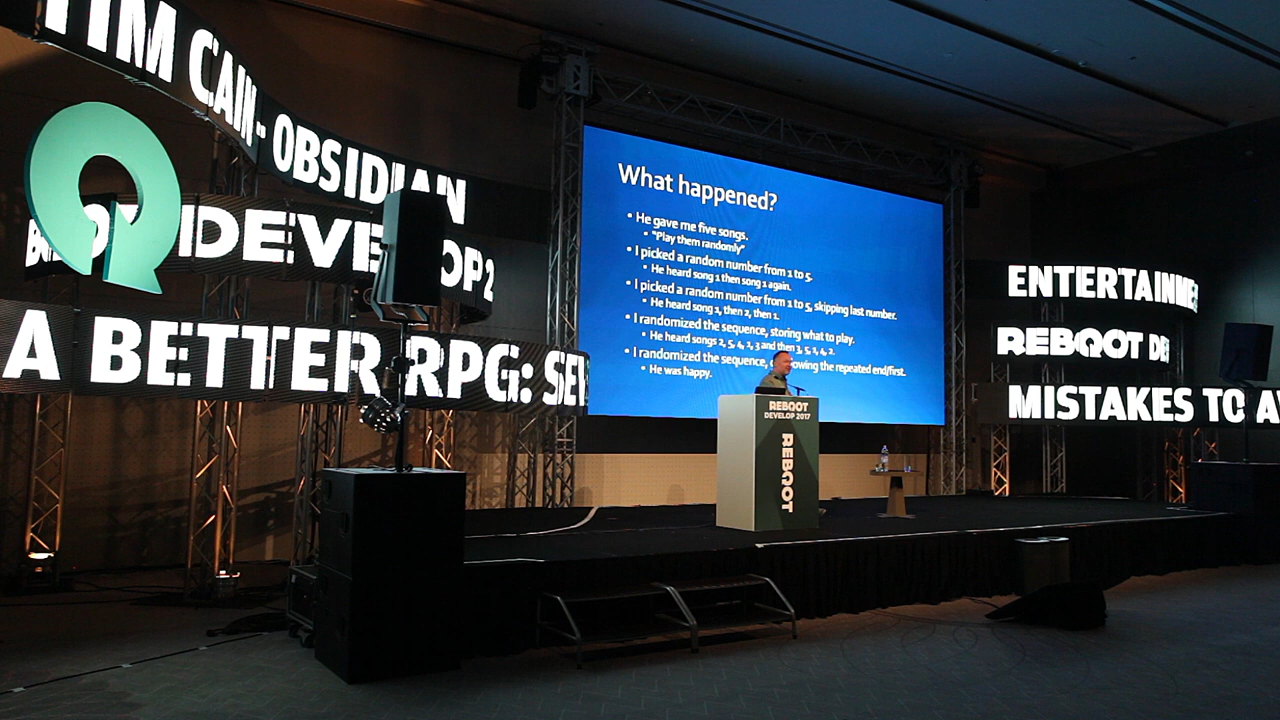 TIM CAIN - OBSIDIAN
DEVELOP 2
A BETTER RPG: SEV
What happened?
• He gave me five songs.
• "Play them randomly"
• I picked a random number from 1 to 5.
• He heard song 1 then song 1 again.
• I picked a random number from 1 to 5, skipping last number.
• He heard song 1, then 2, then 1.
• I randomized the sequence, storing what to play.
• He heard songs 2, 5, 4, 1, 3 and then 3, 5, 1, 4, 2.
• I randomized the sequence, the repeated end/first.
• He was happy.
REBOOT
DEVELOP 2017
REBOOT
ENTERTAINME
REBOOT DE
MISTAKES TO AV